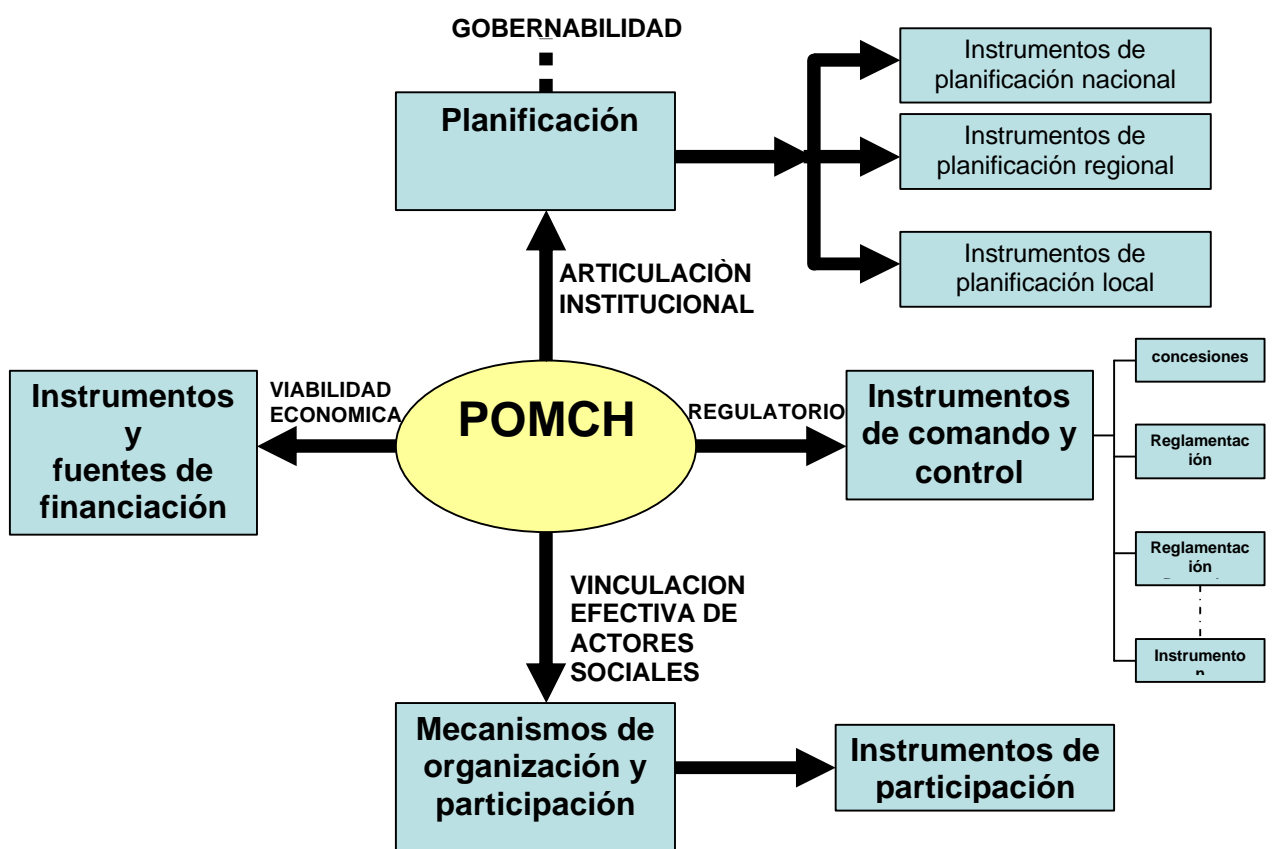 GOBERNABILIDAD
Planificación
Instrumentos de
planificación nacional
Instrumentos de
planificación regional
Instrumentos de
planificación local
ARTICULACIÒN
INSTITUCIONAL
Instrumentos
y
fuentes de
financiación
VIABILIDAD
ECONOMICA
POMCH
REGULATORIO
Instrumentos
de comando y
control
concesiones
Reglamentac
ión
Reglamentac
ión
Instrumento
n
VINCULACION
EFECTIVA DE
ACTORES
SOCIALES
Mecanismos de
organización y
participación
Instrumentos de
participación